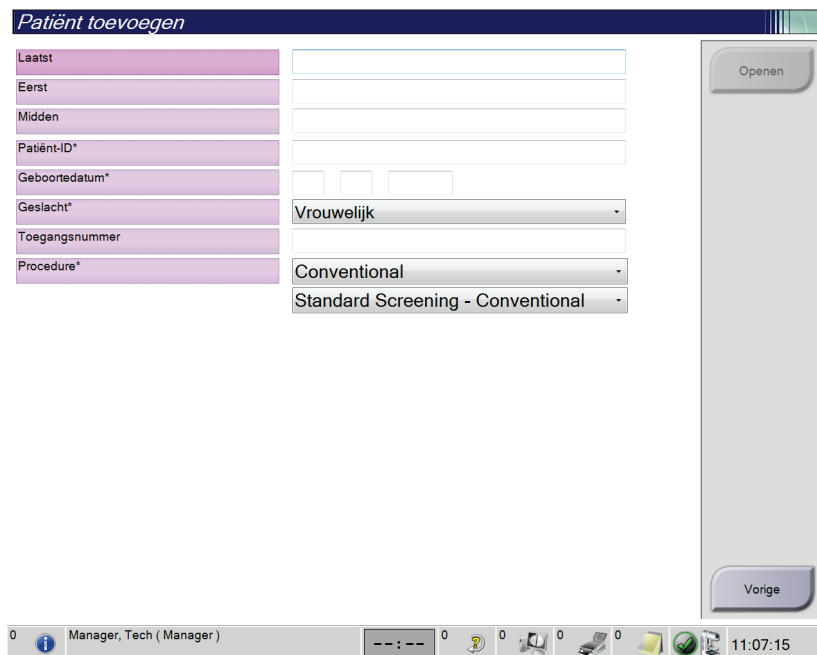 Patiënt toevoegen
Laatst
Openen
Eerst
Midden
Patiënt-ID*
Geboortedatum*
Geslacht*
Vrouwelijk
Toegangsnummer
Procedure*
Conventional
Standard Screening - Conventional
Vorige
0 Manager, Tech ( Manager ) --:-- 0 0 0 0 11:07:15